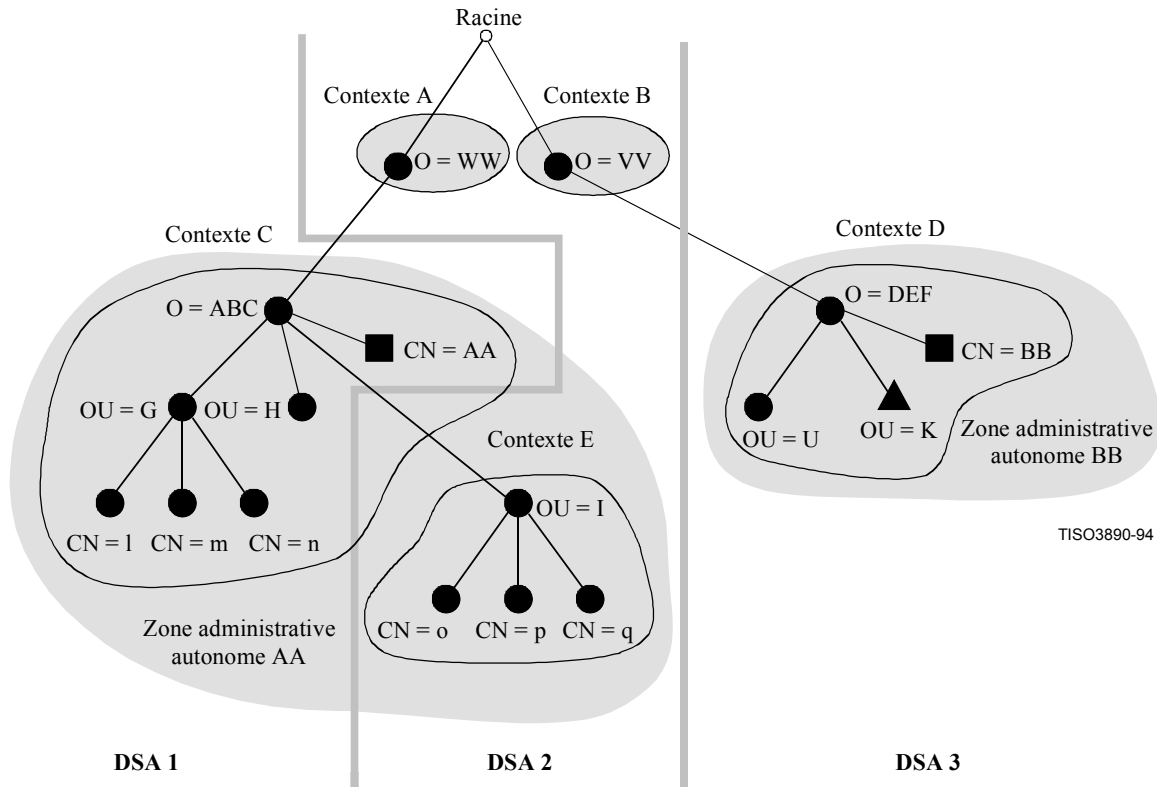 Racine
Contexte A
Contexte B
O = WW
O = VV
Contexte C
Contexte D
O = ABC
O = DEF
CN = AA
CN = BB
OU = G
OU = H
OU = U
OU = K
Zone administrative
autonome BB
Contexte E
OU = I
CN = l
CN = m
CN = n
TISO3890-94
CN = o
CN = p
CN = q
Zone administrative
autonome AA
DSA 1
DSA 2
DSA 3